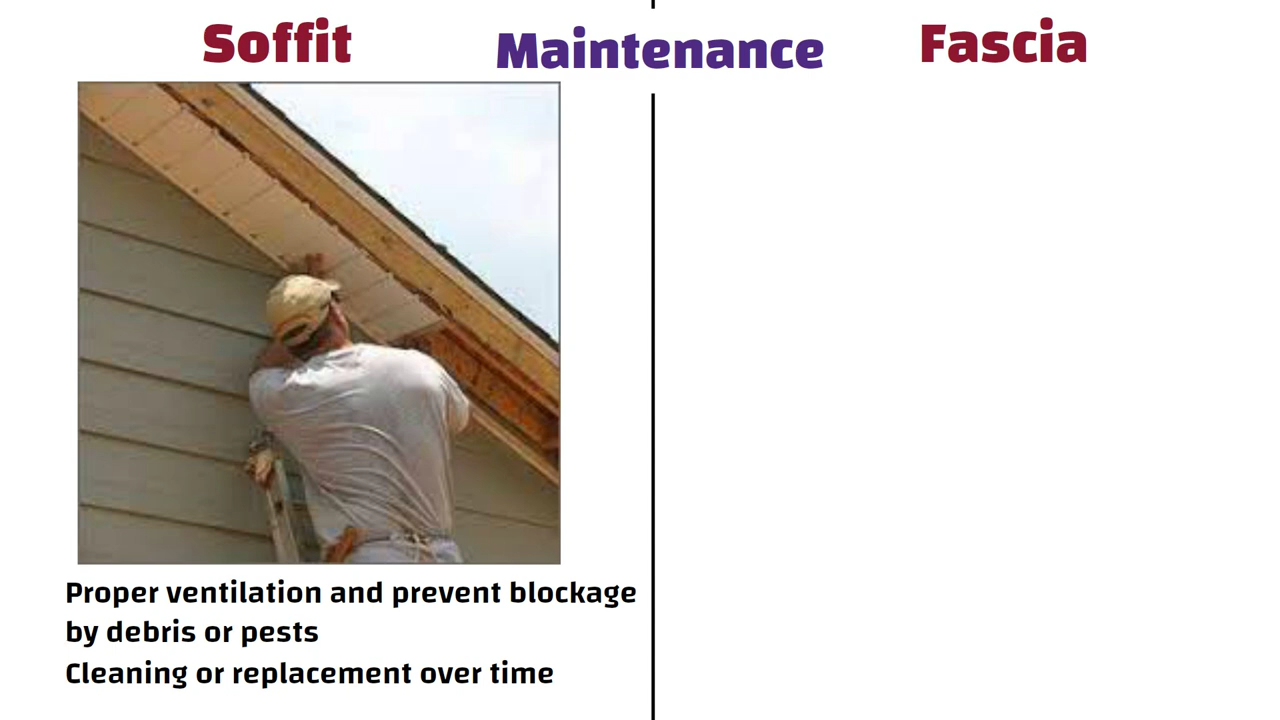 Soffit
Maintenance
Fascia
Proper ventilation and prevent blockage
by debris or pests
Cleaning or replacement over time